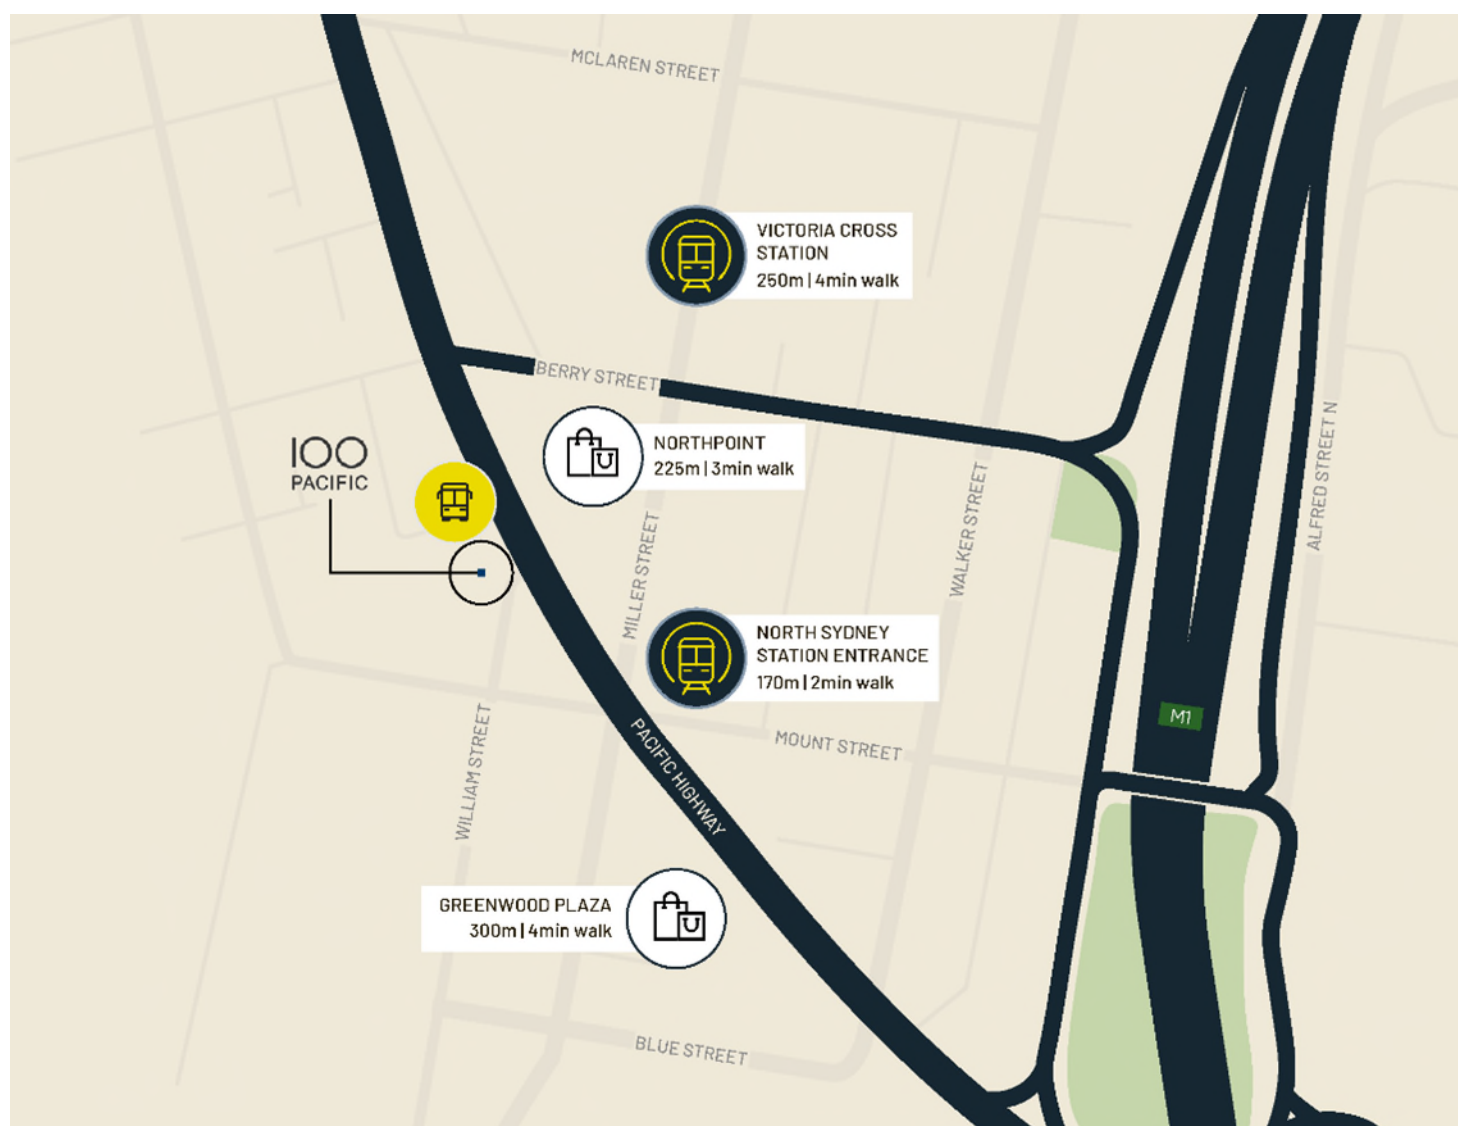 MCLAREN STREET
VICTORIA CROSS
STATION
250m | 4min walk
BERRY STREET
NORTHPOINT
225m | 3min walk
100
PACIFIC
ALFRED STREET N
WALKER STREET
MILLER STREET
NORTH SYDNEY
STATION ENTRANCE
170m | 2min walk
M1
MOUNT STREET
PACIFIC HIGHWAY
WILLIAM STREET
GREENWOOD PLAZA
300m | 4min walk
BLUE STREET